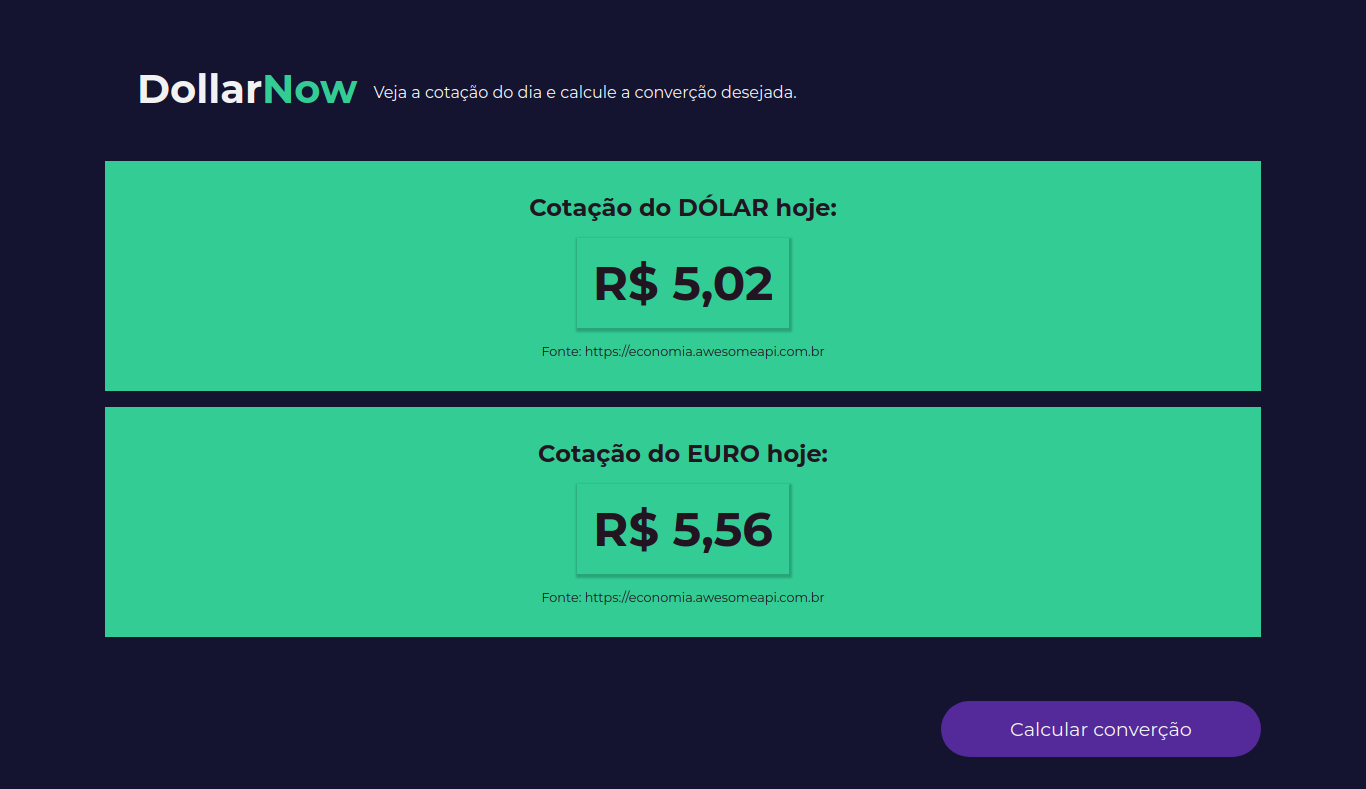 DollarNow Veja a cotação do dia e calcule a converção desejada.
Cotação do DÓLAR hoje:
R$ 5,02
Fonte: https://economia.awesomeapi.com.br
Cotação do EURO hoje:
R$ 5,56
Fonte: https://economia.awesomeapi.com.br
Calcular converção